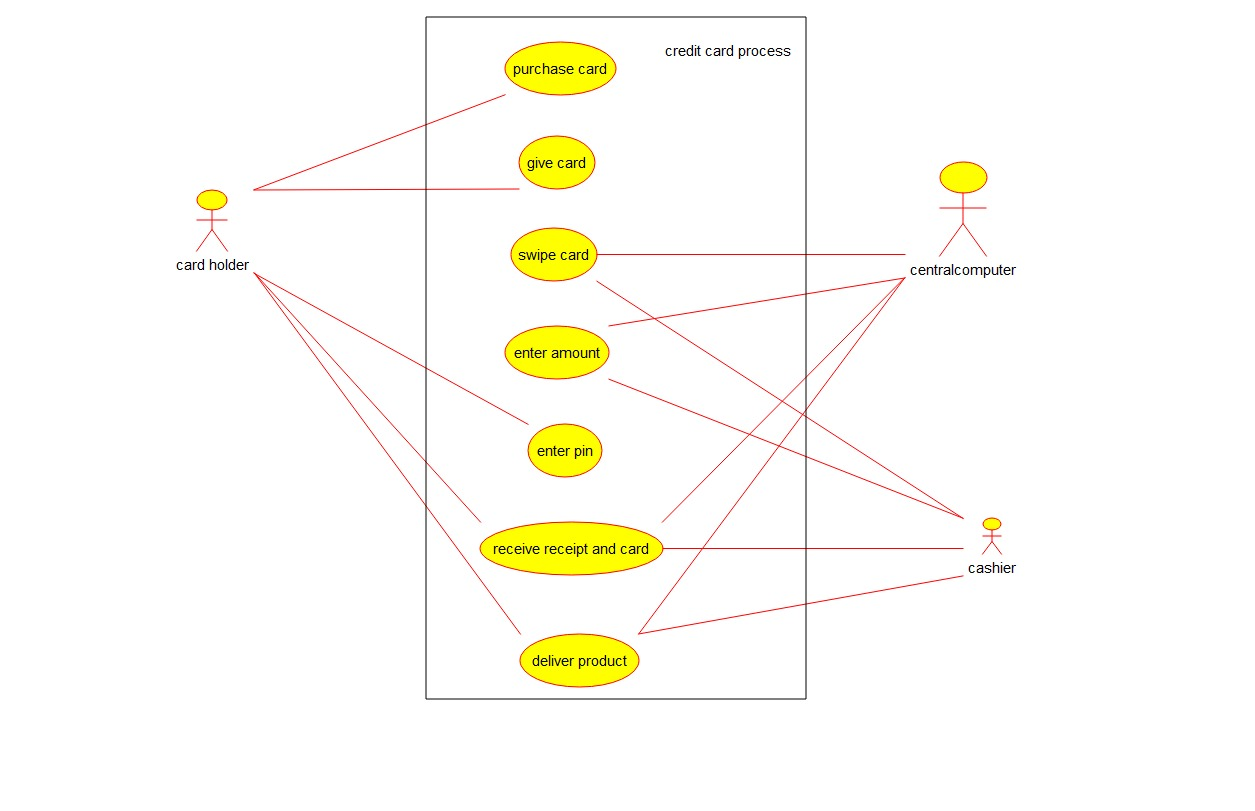 credit card process
purchase card
give card
swipe card
card holder
centralcomputer
enter amount
enter pin
receive receipt and card
cashier
deliver product